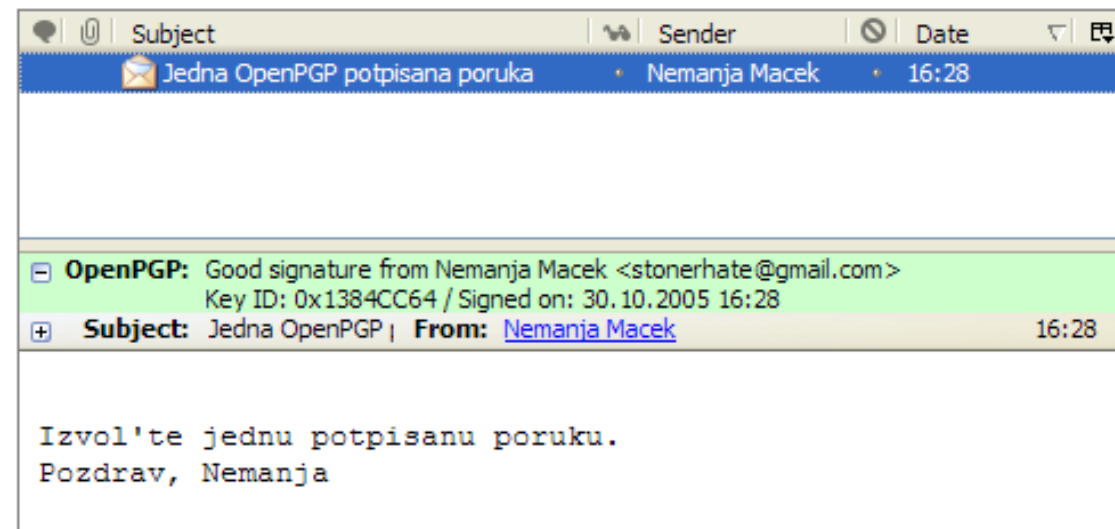 Subject Sender Date
Jedna OpenPGP potpisana poruka Nemanja Macek 16:28
OpenPGP: Good signature from Nemanja Macek <stonerhate@gmail.com>
Key ID: 0x1384CC64 / Signed on: 30.10.2005 16:28
Subject: Jedna OpenPGP From: Nemanja Macek 16:28
Izvol'te jednu potpisanu poruku.
Pozdrav, Nemanja